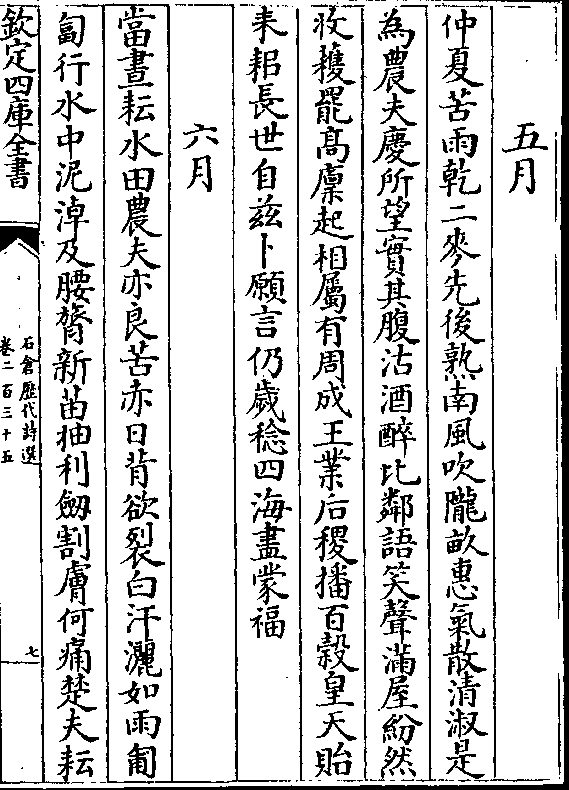 五月
仲夏苦雨乾二麥先後熟南風吹隴畝惠氣散清淑是
為農夫慶所望實其腹沽酒醉比鄰語笑聲滿屋紛然
收穫罷髙廪起相屬有周成王業后稷播百穀皇天貽
来耜長世自兹卜願言仍歲稔四海盡蒙福
六月
當晝耘水田農夫亦良苦赤日背欲裂白汗灑如雨匍
匐行水中泥淖及腰膂新苗抽利劒割膚何痛楚夫耘
欽定四庫全書
石倉歷代詩選
卷二百三十五
七